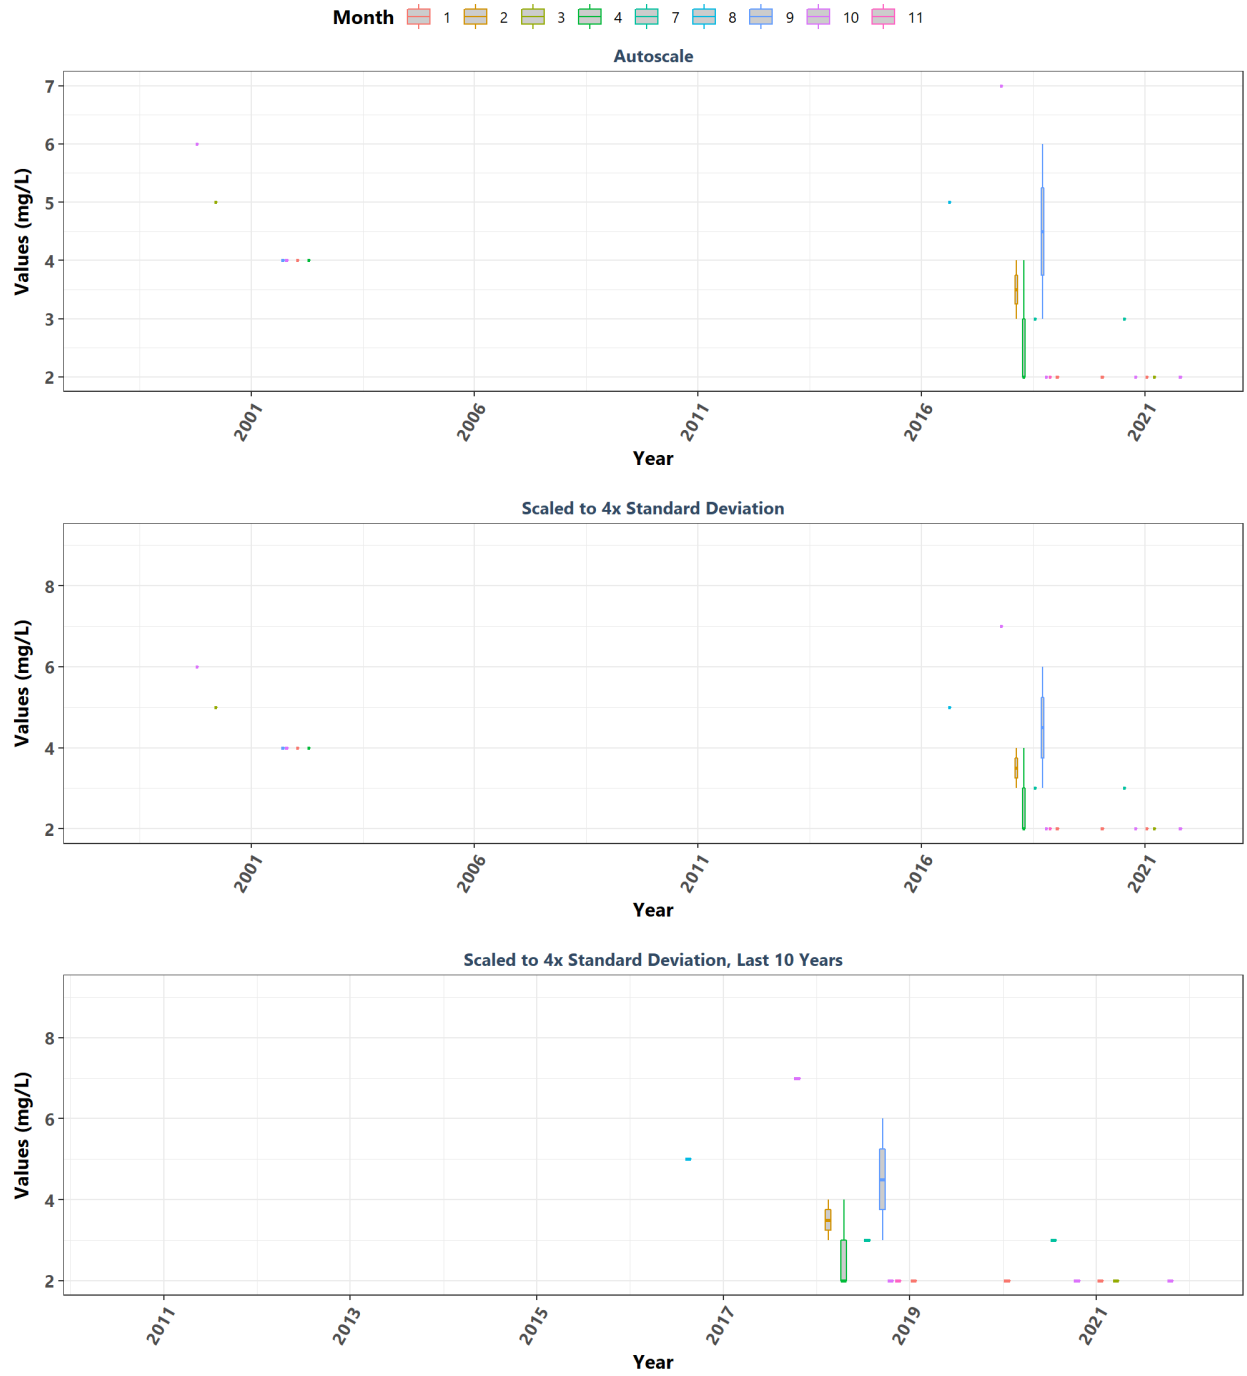 Month 1 2 3 4 7 8 9 10 11
Autoscale
Values (mg/L)
7
6
5
4
3
2
2001 2006 2011 2016 2021
Year
Scaled to 4x Standard Deviation
Values (mg/L)
8
6
4
2
2001 2006 2011 2016 2021
Year
Scaled to 4x Standard Deviation, Last 10 Years
Values (mg/L)
8
6
4
2
2011 2013 2015 2017 2019 2021
Year